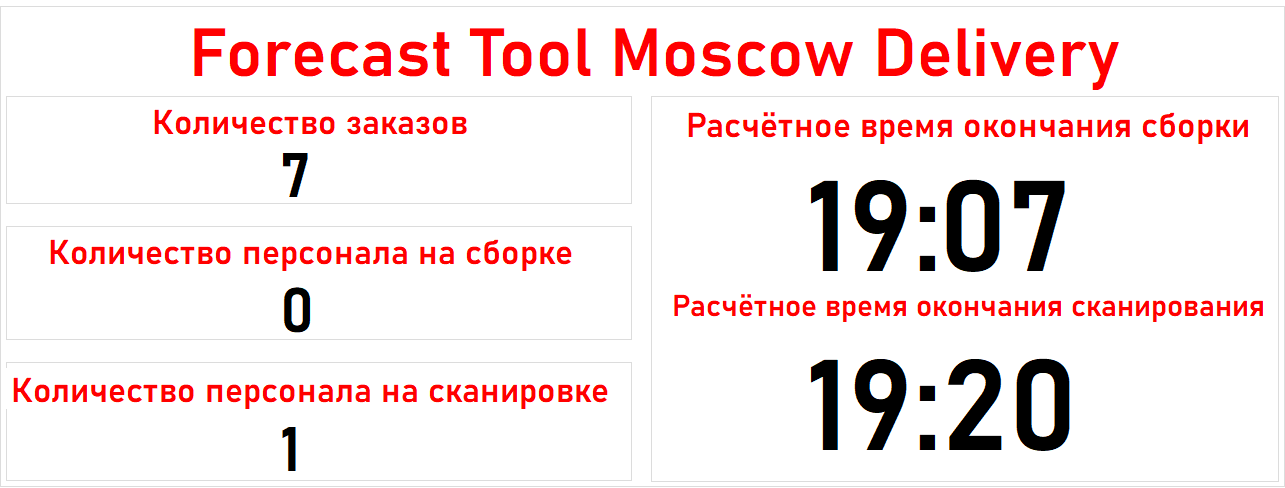 Forecast Tool Moscow Delivery
Количество заказов
7
Количество персонала на сборке
0
Количество персонала на сканировке
1
Расчётное время окончания сборки
19:07
Расчётное время окончания сканирования
19:20